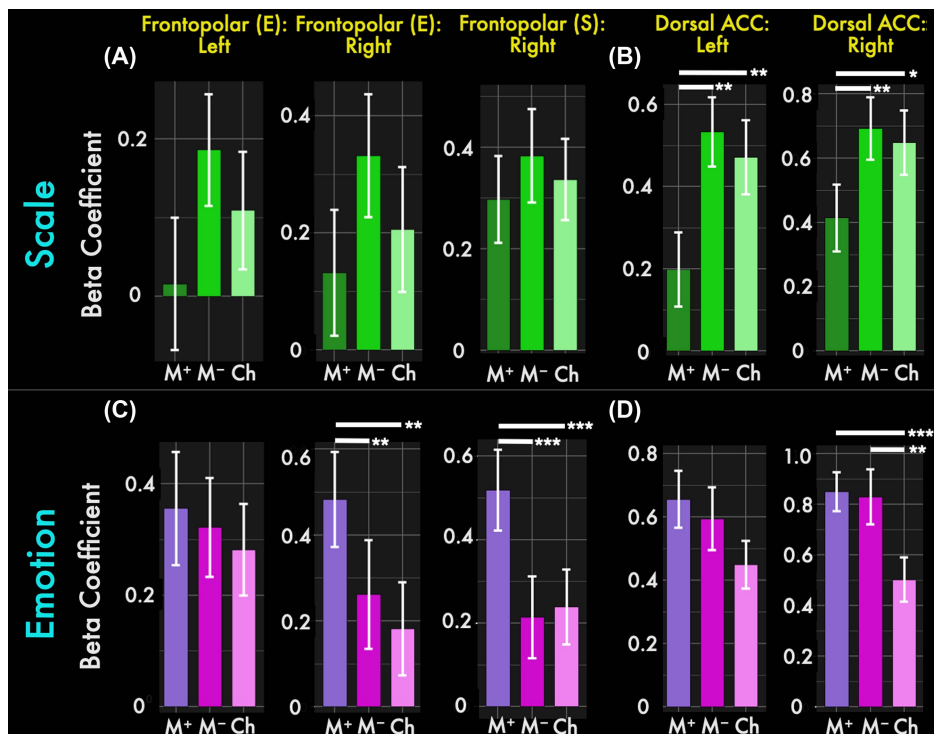 Frontopolar (E): Left
Frontopolar (E): Right
Frontopolar (S): Right
Dorsal ACC: Left
Dorsal ACC: Right
Scale
Beta Coefficient
(A)
0.2
0
M⁺ M⁻ Ch
0.4
0.2
0
M⁺ M⁻ Ch
0.4
0.2
0
M⁺ M⁻ Ch
(B)
** **
0.6
0.4
0.2
0
M⁺ M⁻ Ch
* **
0.8
0.6
0.4
0.2
0
M⁺ M⁻ Ch
Emotion
Beta Coefficient
(C)
0.4
0.2
0
M⁺ M⁻ Ch
** **
0.6
0.4
0.2
0
M⁺ M⁻ Ch
*** ***
0.6
0.4
0.2
0
M⁺ M⁻ Ch
(D)
0.8
0.6
0.4
0.2
0
M⁺ M⁻ Ch
*** **
1.0
0.8
0.6
0.4
0.2
0.0
M⁺ M⁻ Ch